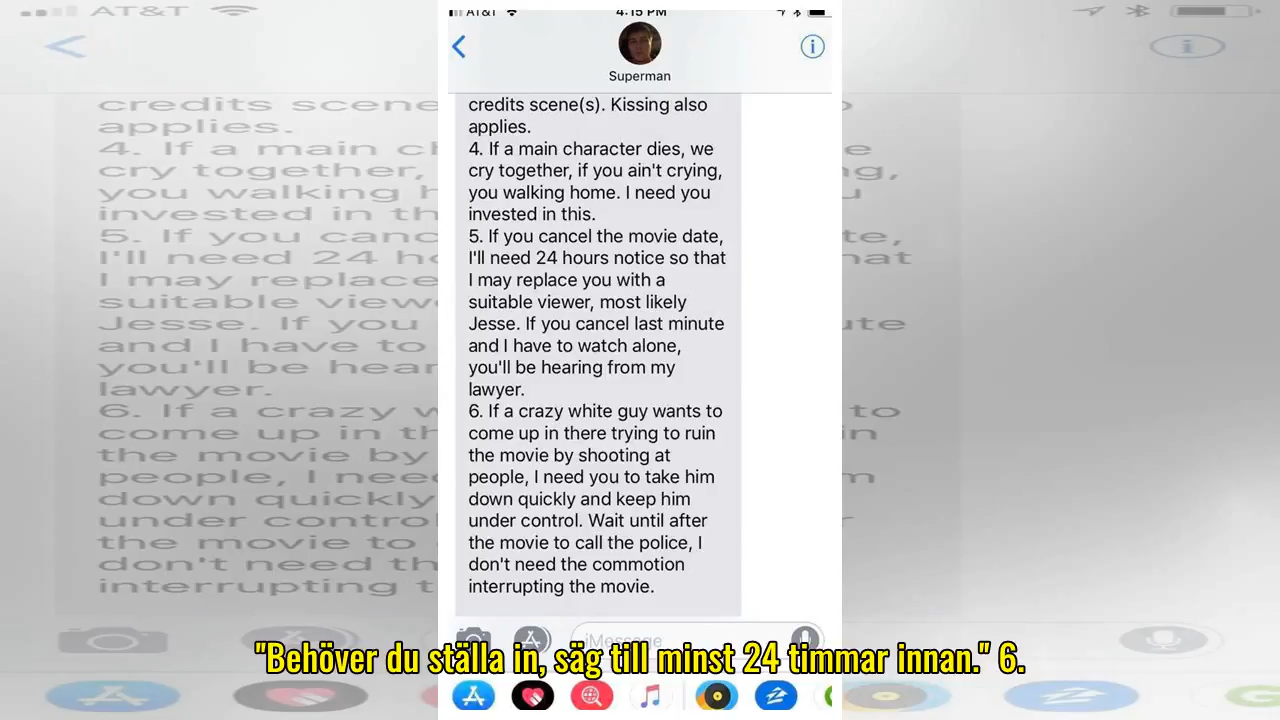 AT&T
4:15 PM
Superman
credits scene(s). Kissing also
applies.
4. If a main character dies, we
cry together, if you ain't crying,
you walking home. I need you
invested in this.
5. If you cancel the movie date,
I'll need 24 hours notice so that
I may replace you with a
suitable viewer, most likely
Jesse. If you cancel last minute
and I have to watch alone,
you'll be hearing from my
lawyer.
6. If a crazy white guy wants to
come up in there trying to ruin
the movie by shooting at
people, I need you to take him
down quickly and keep him
under control. Wait until after
the movie to call the police, I
don't need the commotion
interrupting the movie.
iMessage
"Behöver du ställa in, säg till minst 24 timmar innan." 6.